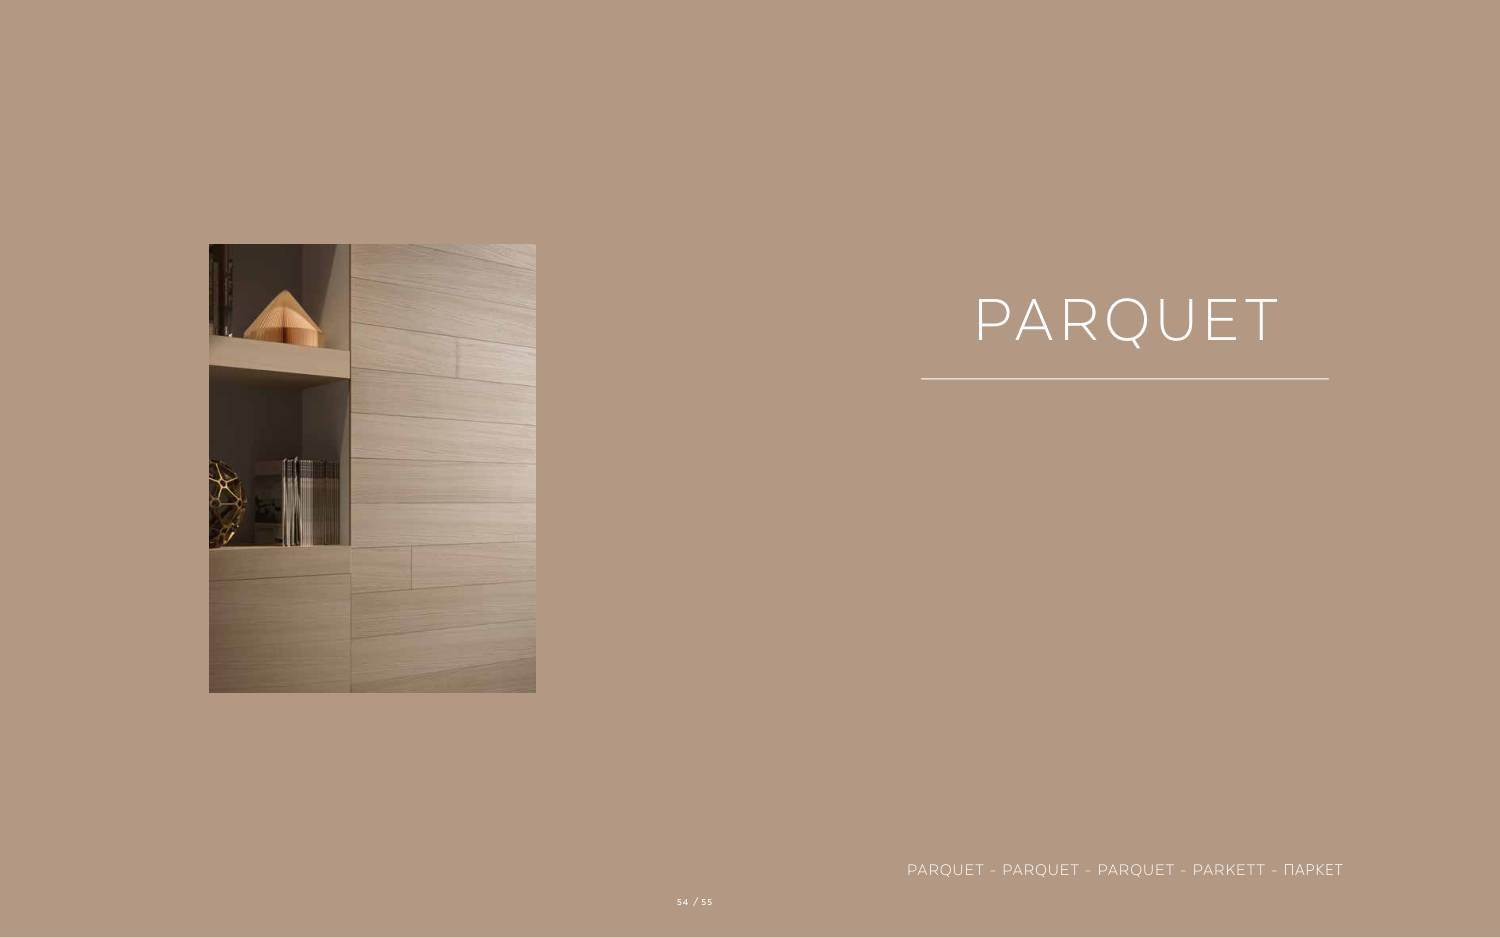 PARQUET
PARQUET - PARQUET - PARQUET - PARKETT - ПАРКЕТ
54 / 55